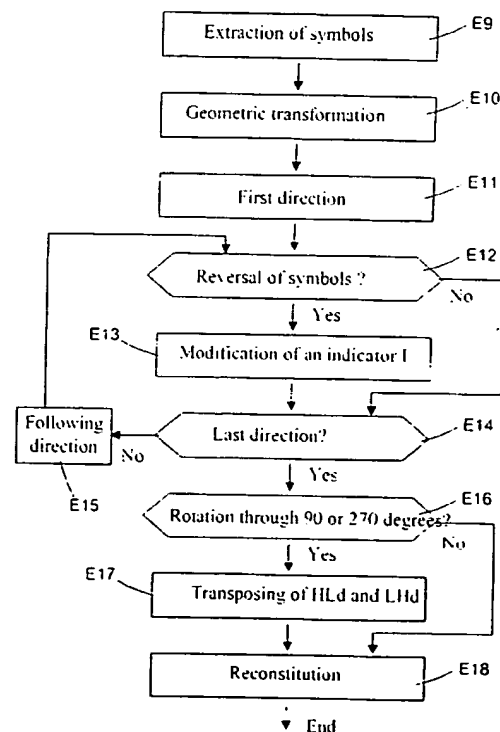 E9
Extraction of symbols
E10
Geometric transformation
E11
First direction
E12
Reversal of symbols ?
No
Yes
E13
Modification of an indicator I
E14
Last direction?
Following
direction
No
E15
Yes
E16
Rotation through 90 or 270 degrees?
No
Yes
E17
Transposing of HLd and LHd
Reconstitution
E18
End